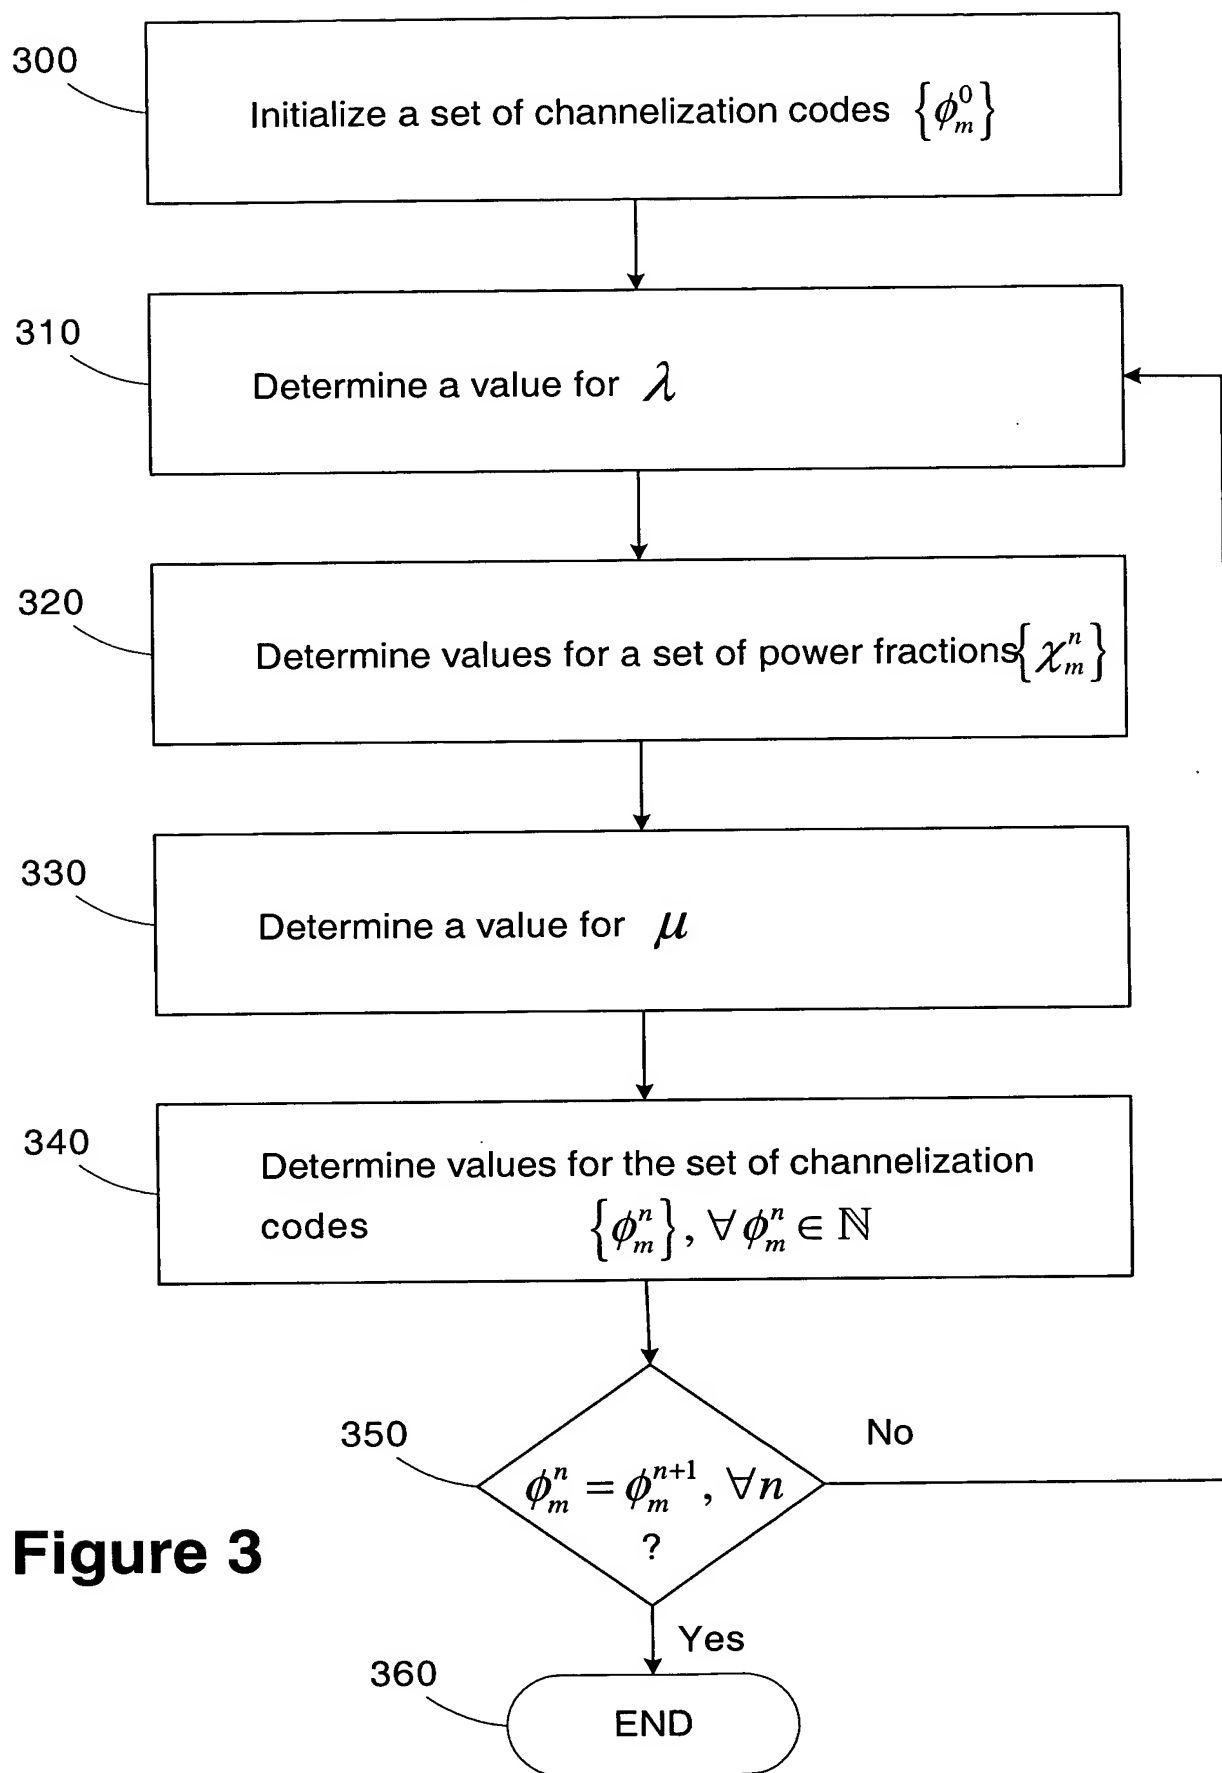 300
Initialize a set of channelization codes {ϕ_m^0}
310
Determine a value for λ
320
Determine values for a set of power fractions{χ_m^n}
330
Determine a value for μ
340
Determine values for the set of channelization
codes {ϕ_m^n}, ∀ϕ_m^n ∈ ℕ
350
No
ϕ_m^n = ϕ_m^{n+1}, ∀n
?
Figure 3
Yes
360
END